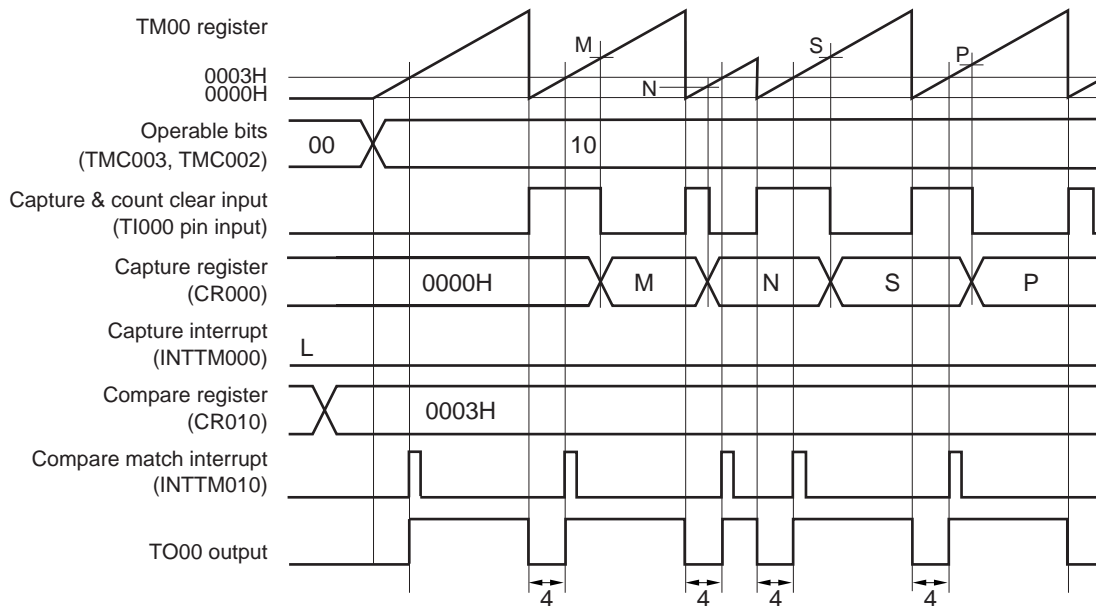 TM00 register
M
S
P
0003H
N
0000H
Operable bits
(TMC003, TMC002)
00
10
Capture & count clear input
(TI000 pin input)
Capture register
(CR000)
0000H
M
N
S
P
Capture interrupt
(INTTM000)
L
Compare register
(CR010)
0003H
Compare match interrupt
(INTTM010)
TO00 output
4
4
4
4